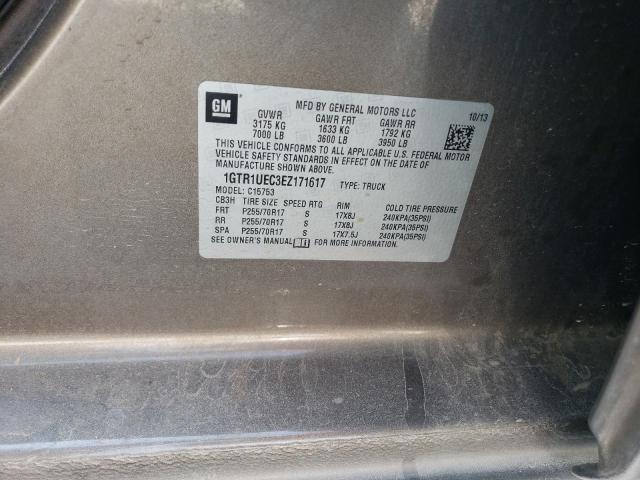 GM
MFD BY GENERAL MOTORS LLC
10/13
GVWR GAWR FRT GAWR RR
3175 KG 1633 KG 1792 KG
7000 LB 3600 LB 3950 LB
THIS VEHICLE CONFORMS TO ALL APPLICABLE U.S. FEDERAL MOTOR
VEHICLE SAFETY STANDARDS IN EFFECT ON THE DATE OF
MANUFACTURE SHOWN ABOVE.
1GTR1UEC3EZ171617 TYPE: TRUCK
MODEL: C15753
CB3H TIRE SIZE SPEED RTG RIM COLD TIRE PRESSURE
FRT P255/70R17 S 17X8J 240KPA(35PSI)
RR P255/70R17 S 17X8J 240KPA(35PSI)
SPA P255/70R17 S 17X7.5J 240KPA(35PSI)
SEE OWNER'S MANUAL FOR MORE INFORMATION.